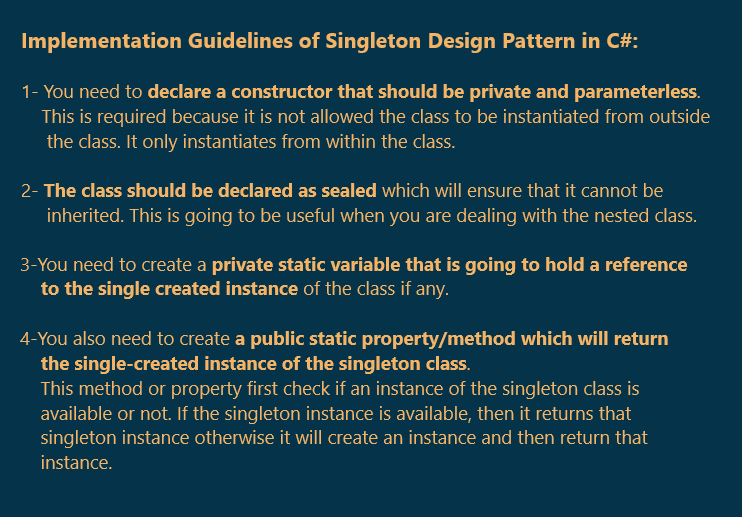 Implementation Guidelines of Singleton Design Pattern in C#:
1- You need to declare a constructor that should be private and parameterless.
This is required because it is not allowed the class to be instantiated from outside
the class. It only instantiates from within the class.
2- The class should be declared as sealed which will ensure that it cannot be
inherited. This is going to be useful when you are dealing with the nested class.
3-You need to create a private static variable that is going to hold a reference
to the single created instance of the class if any.
4-You also need to create a public static property/method which will return
the single-created instance of the singleton class.
This method or property first check if an instance of the singleton class is
available or not. If the singleton instance is available, then it returns that
singleton instance otherwise it will create an instance and then return that
instance.